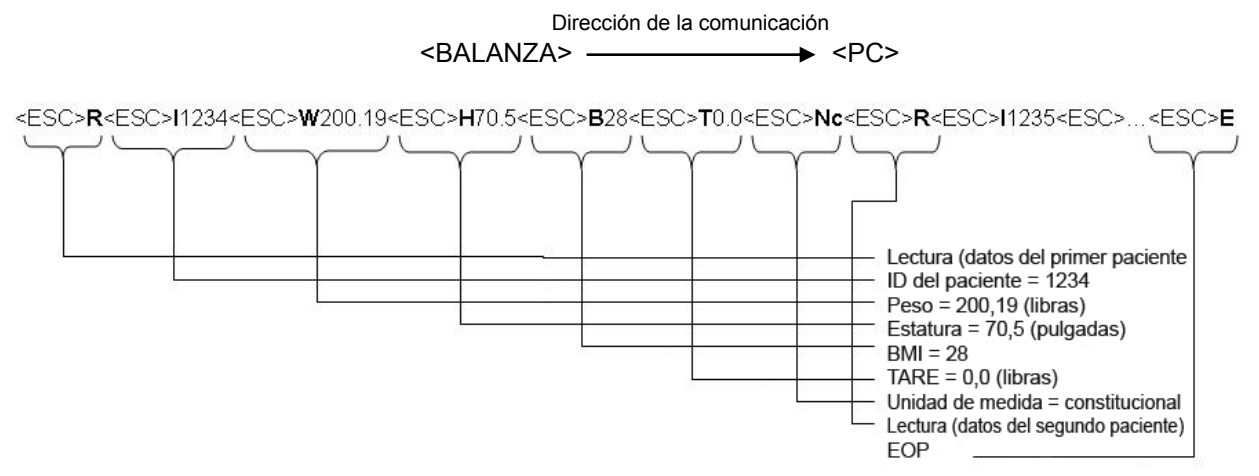 Dirección de la comunicación
<BALANZA> <PC>
<ESC>R<ESC>I1234<ESC>W200.19<ESC>H70.5<ESC>B28<ESC>T0.0<ESC>Nc<ESC>R<ESC>I1235<ESC>...<ESC>E
Lectura (datos del primer paciente
ID del paciente = 1234
Peso = 200,19 (libras)
Estatura = 70,5 (pulgadas)
BMI = 28
TARE = 0,0 (libras)
Unidad de medida = constitucional
Lectura (datos del segundo paciente)
EOP